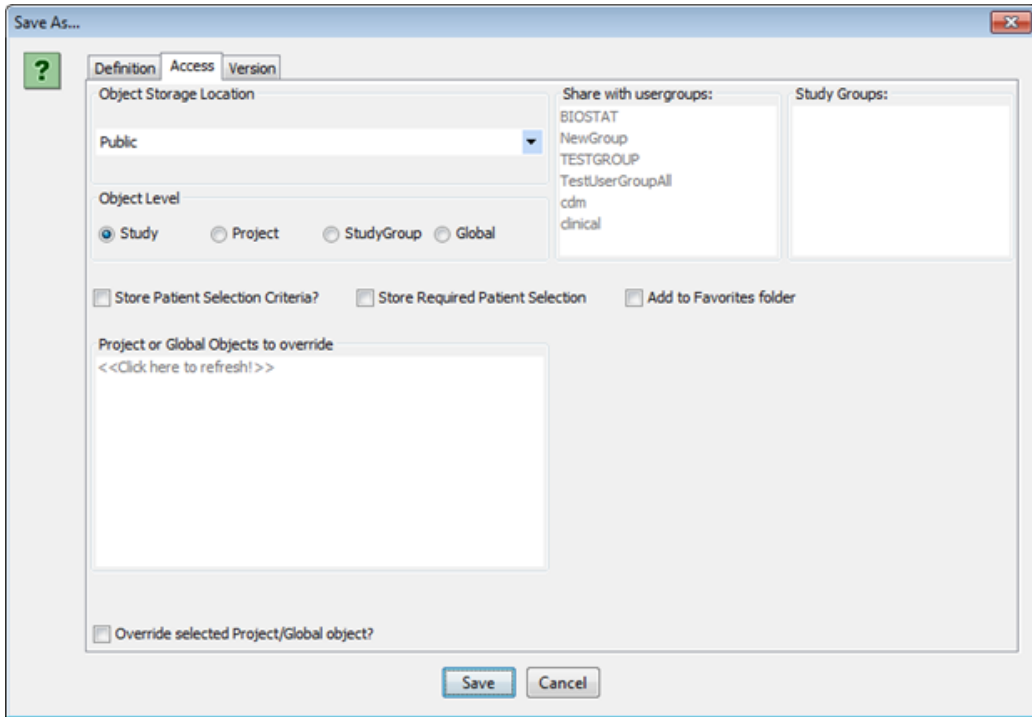 Save As...
?
Definition Access Version
Object Storage Location
Public
Object Level
Study Project StudyGroup Global
Share with usergroups:
BIOSTAT
NewGroup
TESTGROUP
TestUserGroupAll
cdm
clinical
Study Groups:
Store Patient Selection Criteria? Store Required Patient Selection Add to Favorites folder
Project or Global Objects to override
<<Click here to refresh!>>
Override selected Project/Global object?
Save Cancel